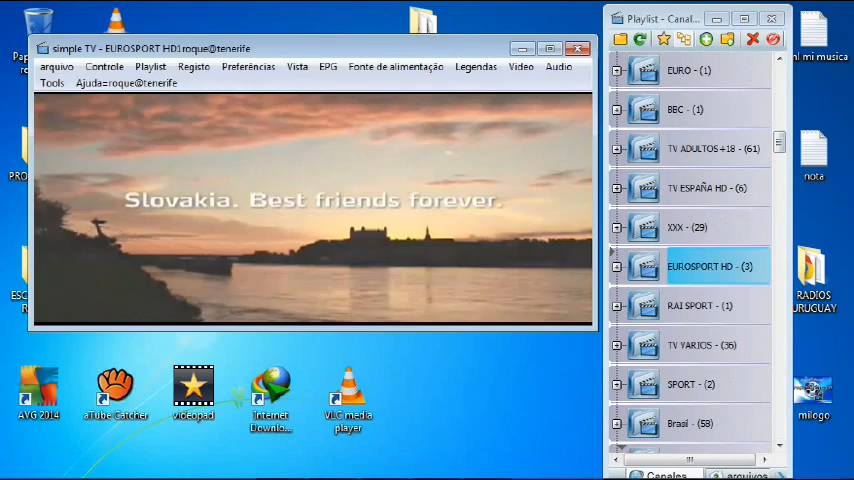 simple TV - EUROSPORT HD1roque@tenerife
arquivo Controle Playlist Registo Preferências Vista EPG Fonte de alimentação Legendas Video Audio
Tools Ajuda=roque@tenerife
Slovakia. Best friends forever.
Playlist - Canal...
EURO - (1)
BBC - (1)
TV ADULTOS+18 - (61)
TV ESPAÑA HD - (6)
XXX - (29)
EUROSPORT HD - (3)
RAI SPORT - (1)
TV VARIOS - (36)
SPORT - (2)
Brasi - (58)
Canales
arquivos
mi musica
nota
RADIOS
URUGUAY
milogo
AVG 2014
aTube Catcher
videopad
Internet
Downlo...
VLC media
player